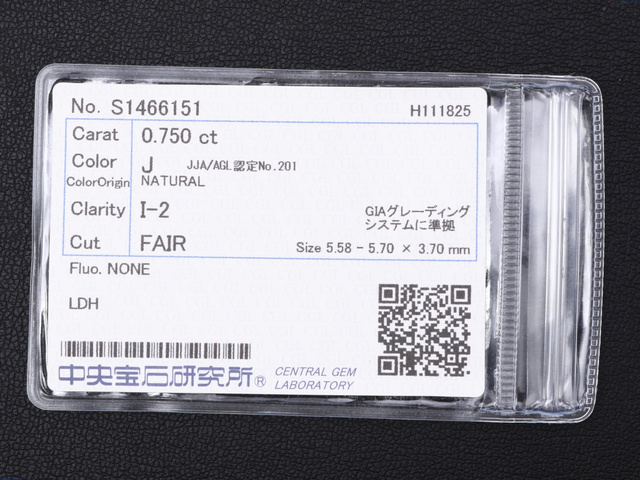 No. S1466151 H111825
Carat 0.750 ct
Color J JJA/AGL認定No.201
ColorOrigin NATURAL
Clarity I-2 GIAグレーディング
システムに準拠
Cut FAIR Size 5.58 - 5.70 × 3.70 mm
Fluo. NONE
LDH
中央宝石研究所® CENTRAL GEM
LABORATORY